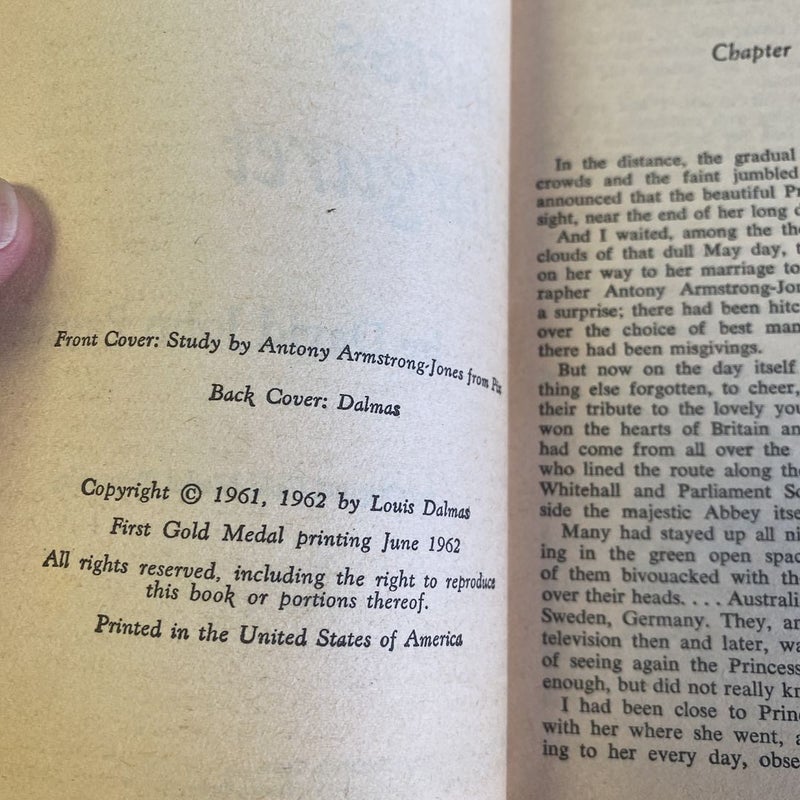 Front Cover: Study by Antony Armstrong-Jones from Pix
Back Cover: Dalmas
Copyright © 1961, 1962 by Louis Dalmas
First Gold Medal printing June 1962
All rights reserved, including the right to reproduce
this book or portions thereof.
Printed in the United States of America
Chapter
In the distance, the gradual
crowds and the faint jumbled
announced that the beautiful Pr
sight, near the end of her long
And I waited, among the
clouds of that dull May day,
on her way to her marriage to
rapher Antony Armstrong-Jon
a surprise; there had been hitc
over the choice of best man
there had been misgivings.
But now on the day itself
thing else forgotten, to cheer,
their tribute to the lovely you
won the hearts of Britain an
had come from all over the
who lined the route along the
Whitehall and Parliament Sq
side the majestic Abbey itse
Many had stayed up all ni
ing in the green open spac
of them bivouacked with th
over their heads. . . . Australi
Sweden, Germany. They, an
television then and later, wa
of seeing again the Princess
enough, but did not really kn
I had been close to Princ
with her where she went, a
ing to her every day, obse